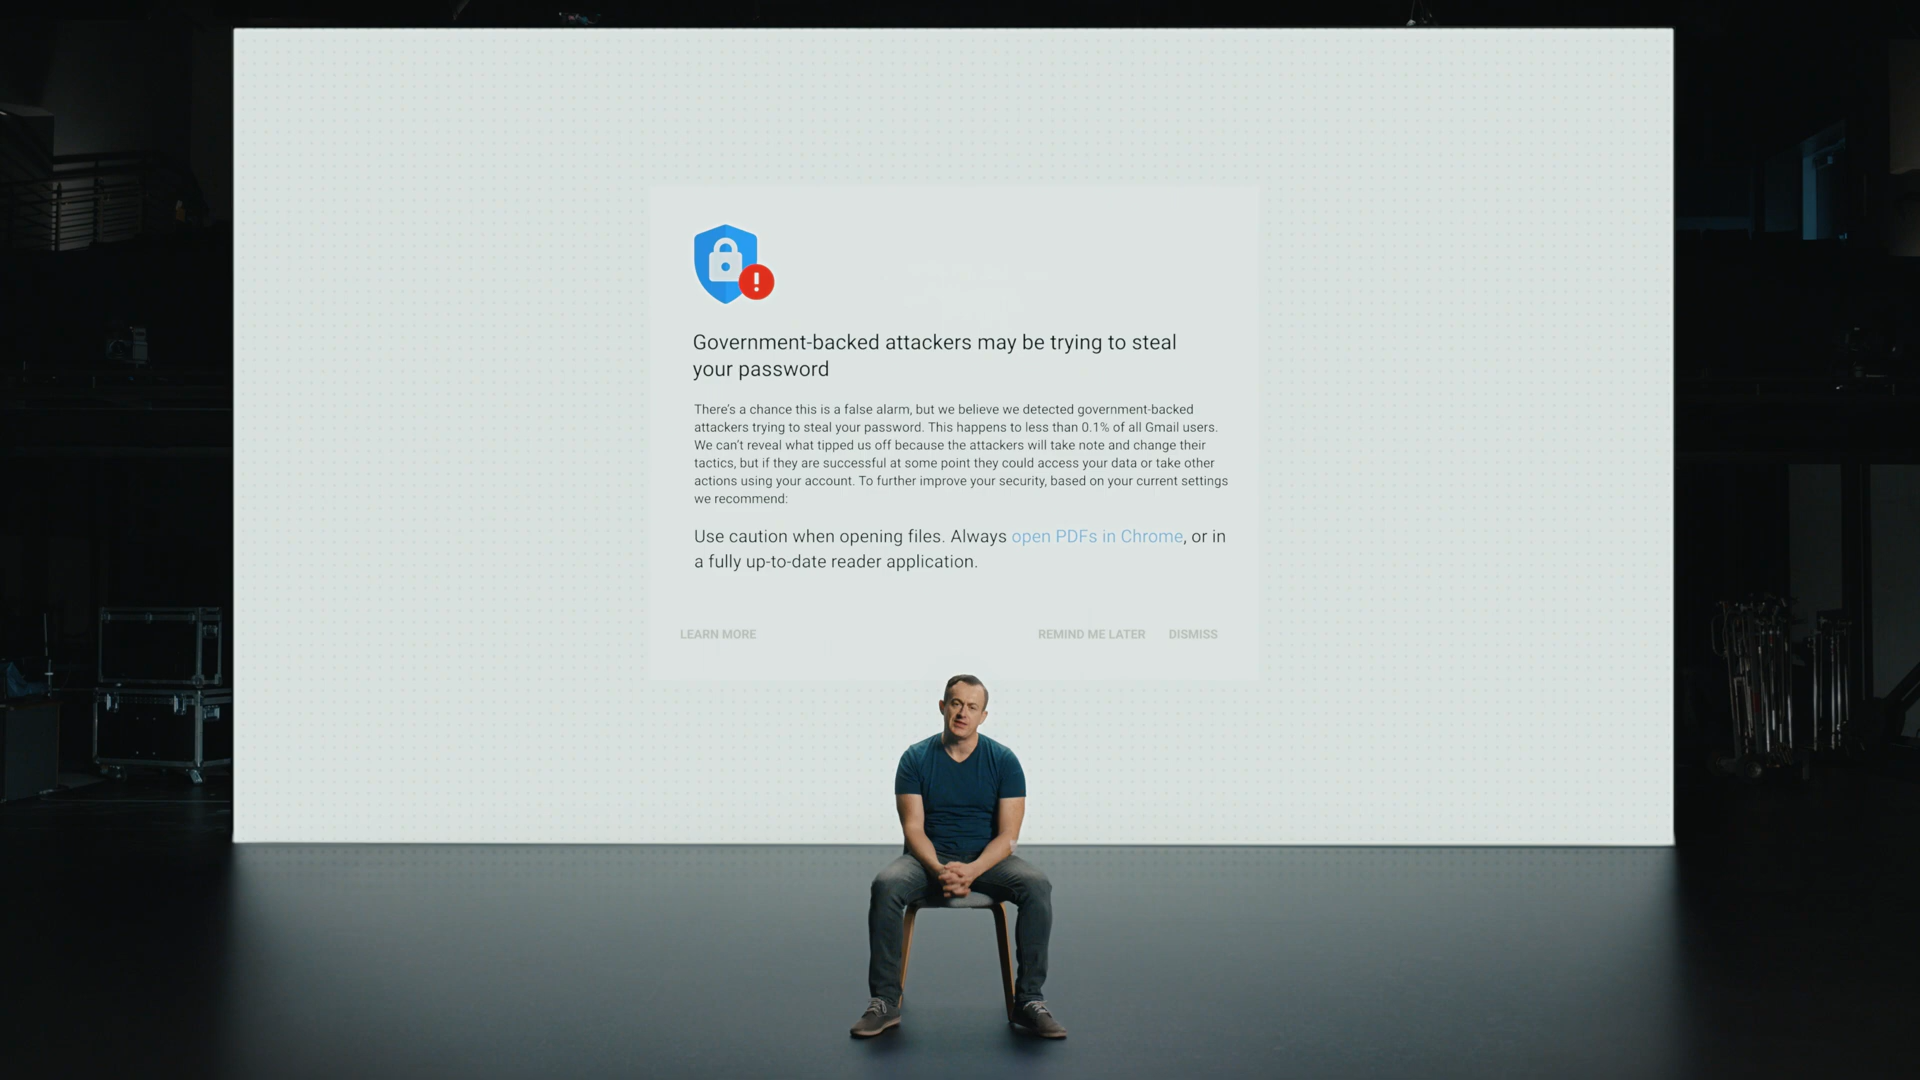 Government-backed attackers may be trying to steal
your password
There's a chance this is a false alarm, but we believe we detected government-backed
attackers trying to steal your password. This happens to less than 0.1% of all Gmail users.
We can't reveal what tipped us off because the attackers will take note and change their
tactics, but if they are successful at some point they could access your data or take other
actions using your account. To further improve your security, based on your current settings
we recommend:
Use caution when opening files. Always open PDFs in Chrome, or in
a fully up-to-date reader application.
LEARN MORE
REMIND ME LATER
DISMISS